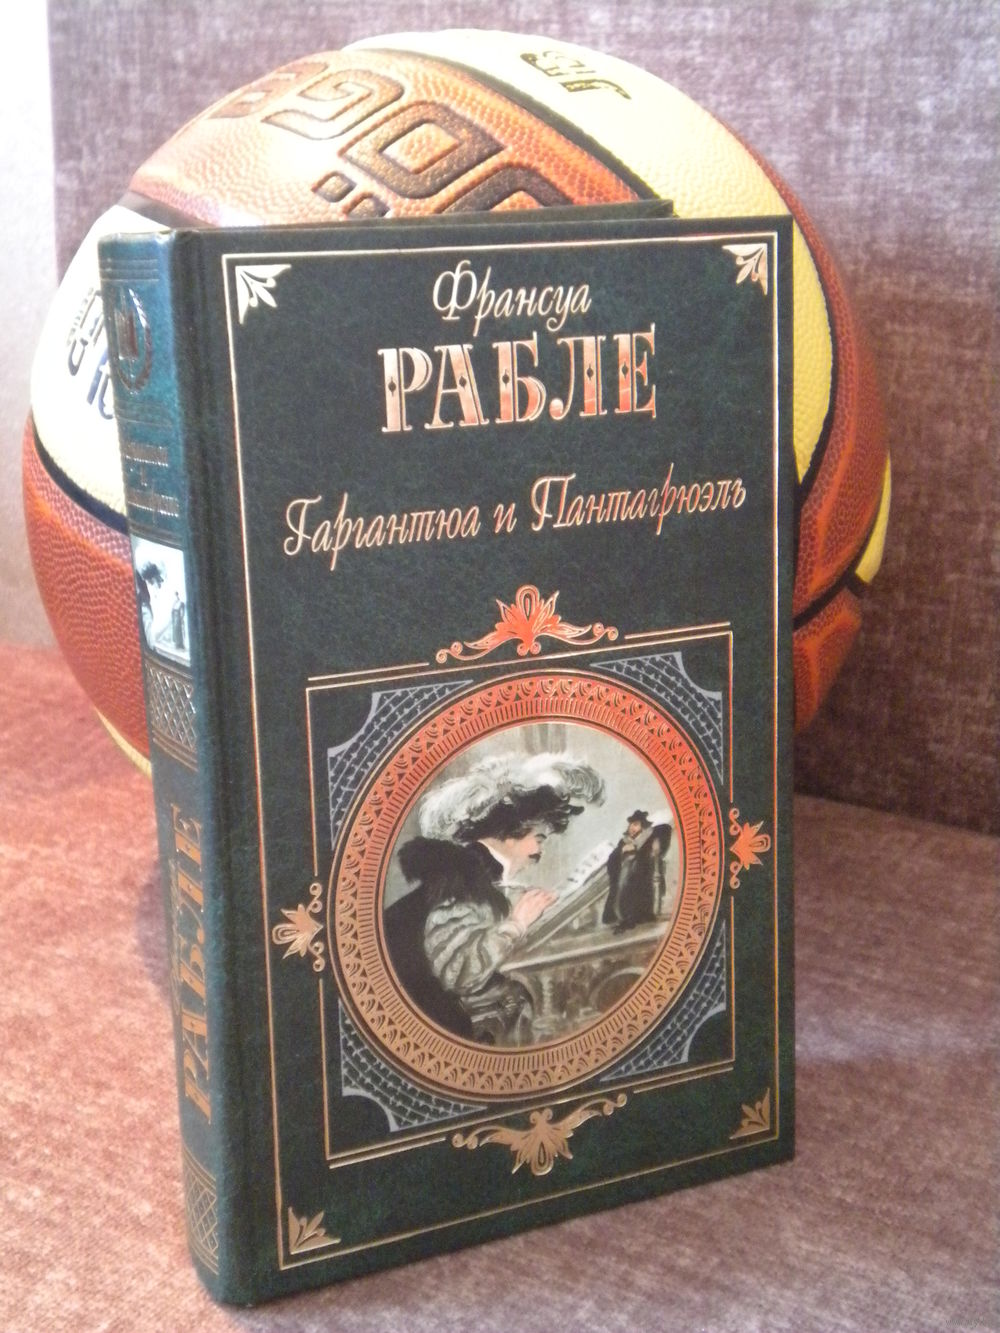 Франсуа
РАБЛЕ
Гаргантюа и Пантагрюэль
РАБЛЕ